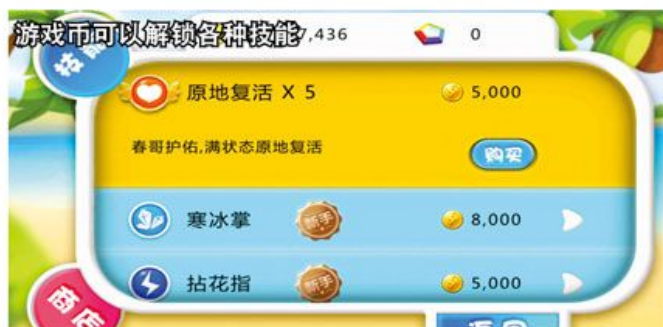 游戏币可以解锁各种技能
7,436
0
技能
原地复活 X 5
5,000
春哥护佑,满状态原地复活
购买
寒冰掌
新手
8,000
拈花指
新手
5,000
商店